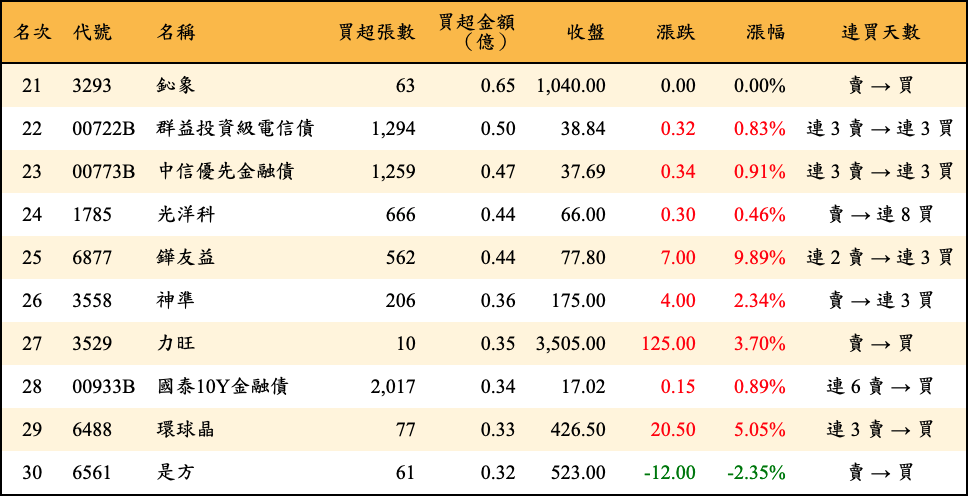 名次 代號 名稱 買超張數 買超金額（億） 收盤 漲跌 漲幅 連買天數
21 3293 鈊象 63 0.65 1,040.00 0.00 0.00% 賣 → 買
22 00722B 群益投資級電信債 1,294 0.50 38.84 0.32 0.83% 連 3 賣 → 連 3 買
23 00773B 中信優先金融債 1,259 0.47 37.69 0.34 0.91% 連 3 賣 → 連 3 買
24 1785 光洋科 666 0.44 66.00 0.30 0.46% 賣 → 連 8 買
25 6877 鏵友益 562 0.44 77.80 7.00 9.89% 連 2 賣 → 連 3 買
26 3558 神準 206 0.36 175.00 4.00 2.34% 賣 → 連 3 買
27 3529 力旺 10 0.35 3,505.00 125.00 3.70% 賣 → 買
28 00933B 國泰10Y金融債 2,017 0.34 17.02 0.15 0.89% 連 6 賣 → 買
29 6488 環球晶 77 0.33 426.50 20.50 5.05% 連 3 賣 → 買
30 6561 是方 61 0.32 523.00 -12.00 -2.35% 賣 → 買